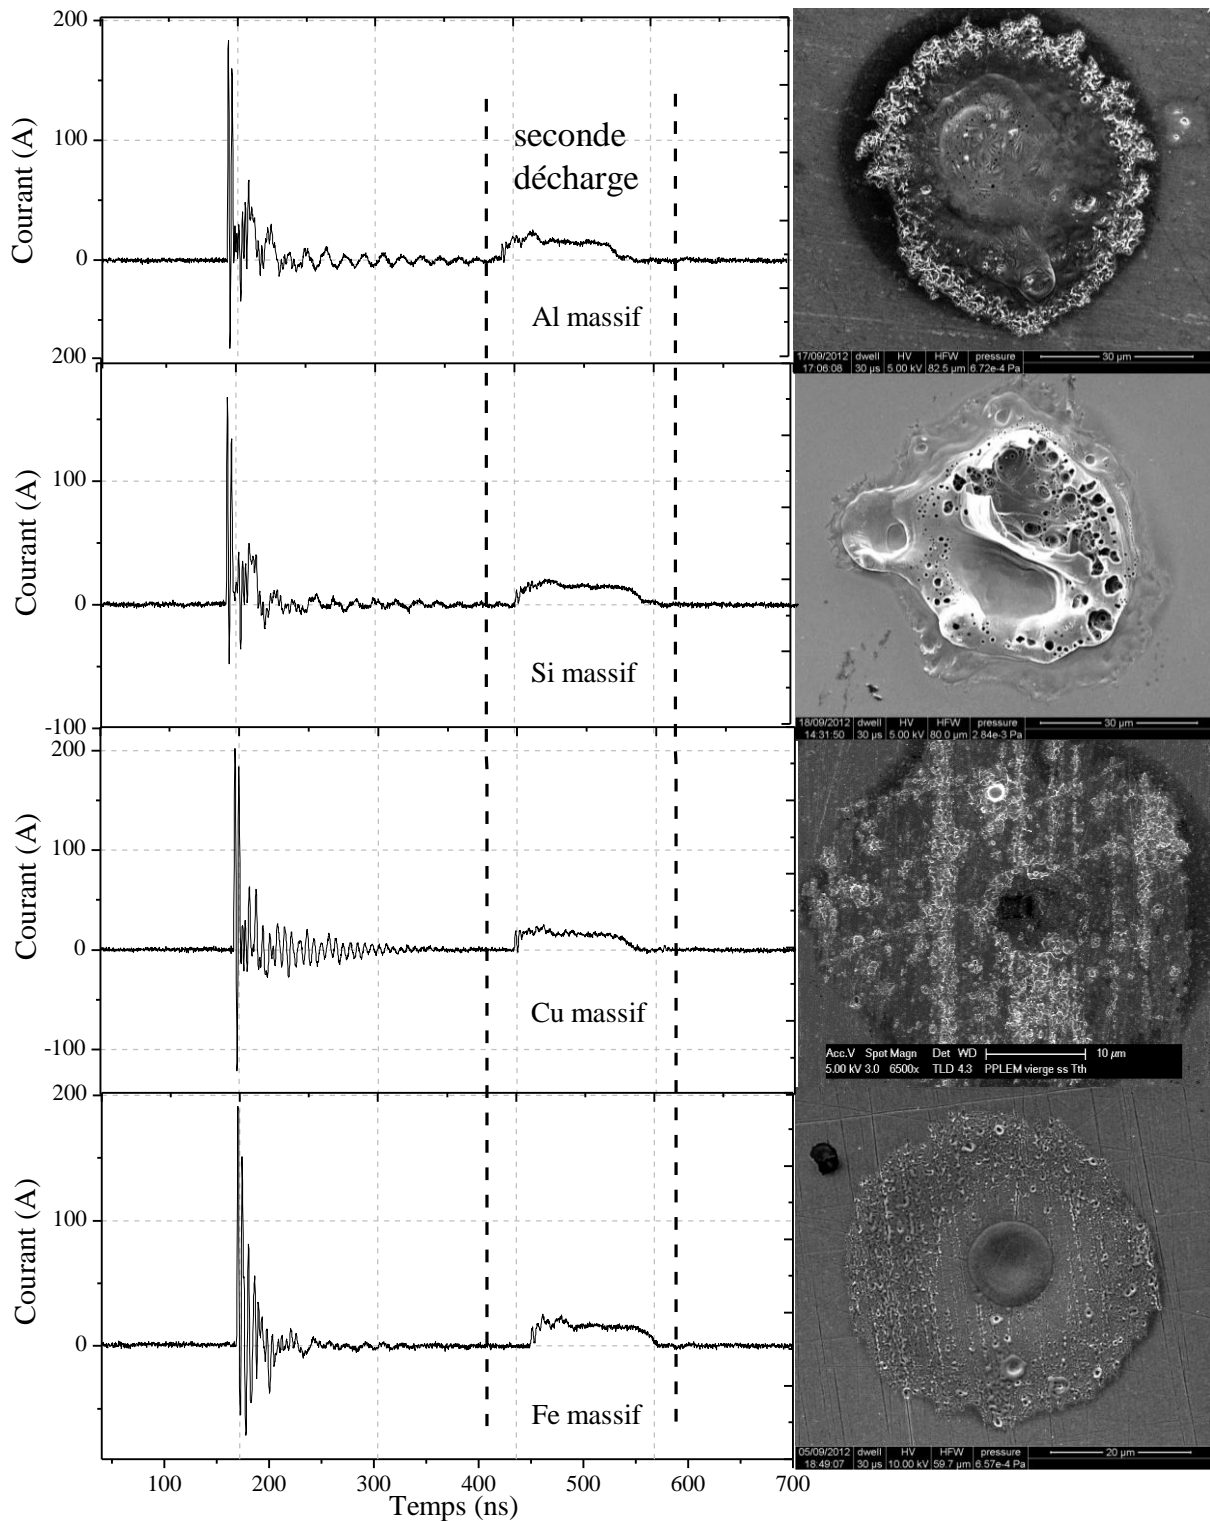 200
Courant (A)
100
0
200
seconde
décharge
Al massif
17/09/2012 dwell HV HFW pressure 30 µm
17:06:08 30 µs 5.00 kV 82.5 µm 6.72e-4 Pa
Courant (A)
100
0
-100
Si massif
18/09/2012 dwell HV HFW pressure 30 µm
14:31:50 30 µs 5.00 kV 80.0 µm 2.84e-3 Pa
Courant (A)
200
100
0
-100
200
Cu massif
Acc.V Spot Magn Det WD 10 µm
5.00 kV 3.0 6500x TLD 4.3 PPLEM vierge ss Tth
Courant (A)
100
0
Fe massif
05/09/2012 dwell HV HFW pressure 20 µm
18:49:07 30 µs 10.00 kV 59.7 µm 6.57e-4 Pa
100 200 300 400 500 600 700
Temps (ns)